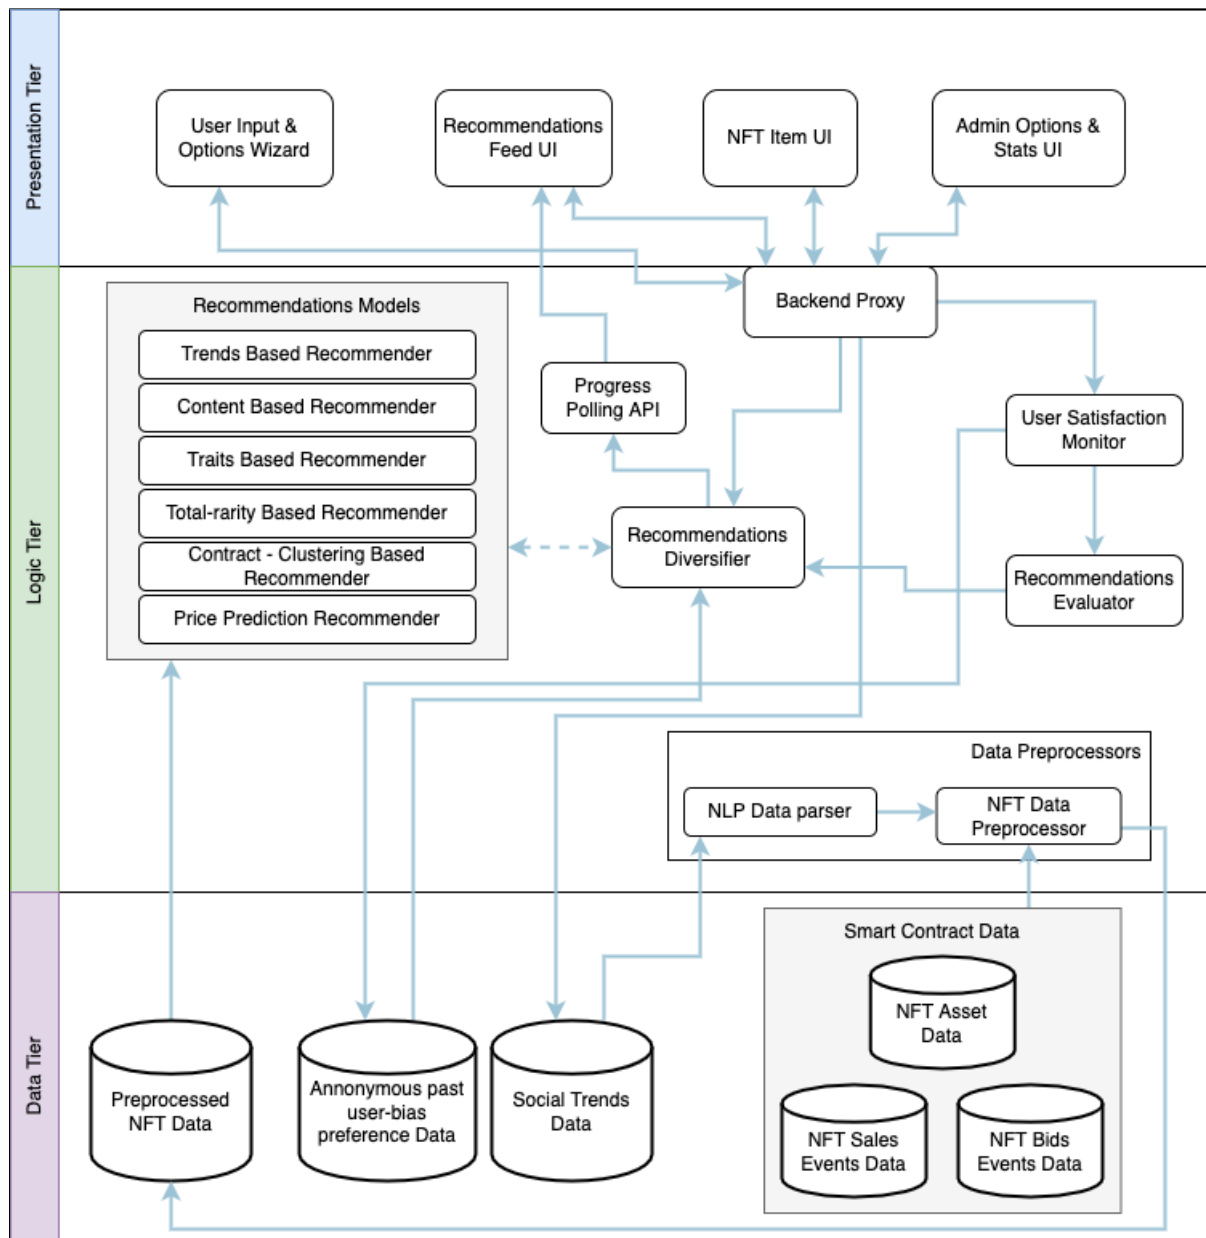 Presentation Tier
User Input &
Options Wizard
Recommendations
Feed UI
NFT Item UI
Admin Options &
Stats UI
Logic Tier
Recommendations Models
Trends Based Recommender
Content Based Recommender
Traits Based Recommender
Total-rarity Based Recommender
Contract - Clustering Based
Recommender
Price Prediction Recommender
Backend Proxy
Progress
Polling API
User Satisfaction
Monitor
Recommendations
Diversifier
Recommendations
Evaluator
Data Preprocessors
NLP Data parser
NFT Data
Preprocessor
Data Tier
Preprocessed
NFT Data
Annonymous past
user-bias
preference Data
Social Trends
Data
Smart Contract Data
NFT Asset
Data
NFT Sales
Events Data
NFT Bids
Events Data